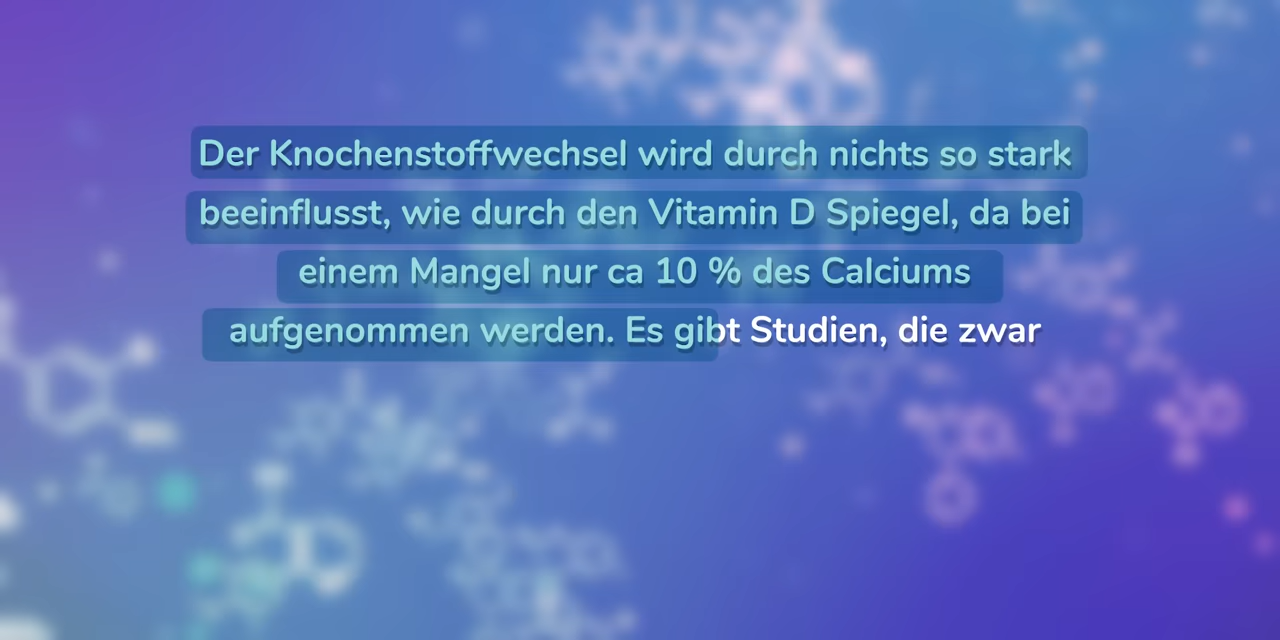 Der Knochenstoffwechsel wird durch nichts so stark
beeinflusst, wie durch den Vitamin D Spiegel, da bei
einem Mangel nur ca 10 % des Calciums
aufgenommen werden. Es gibt Studien, die zwar